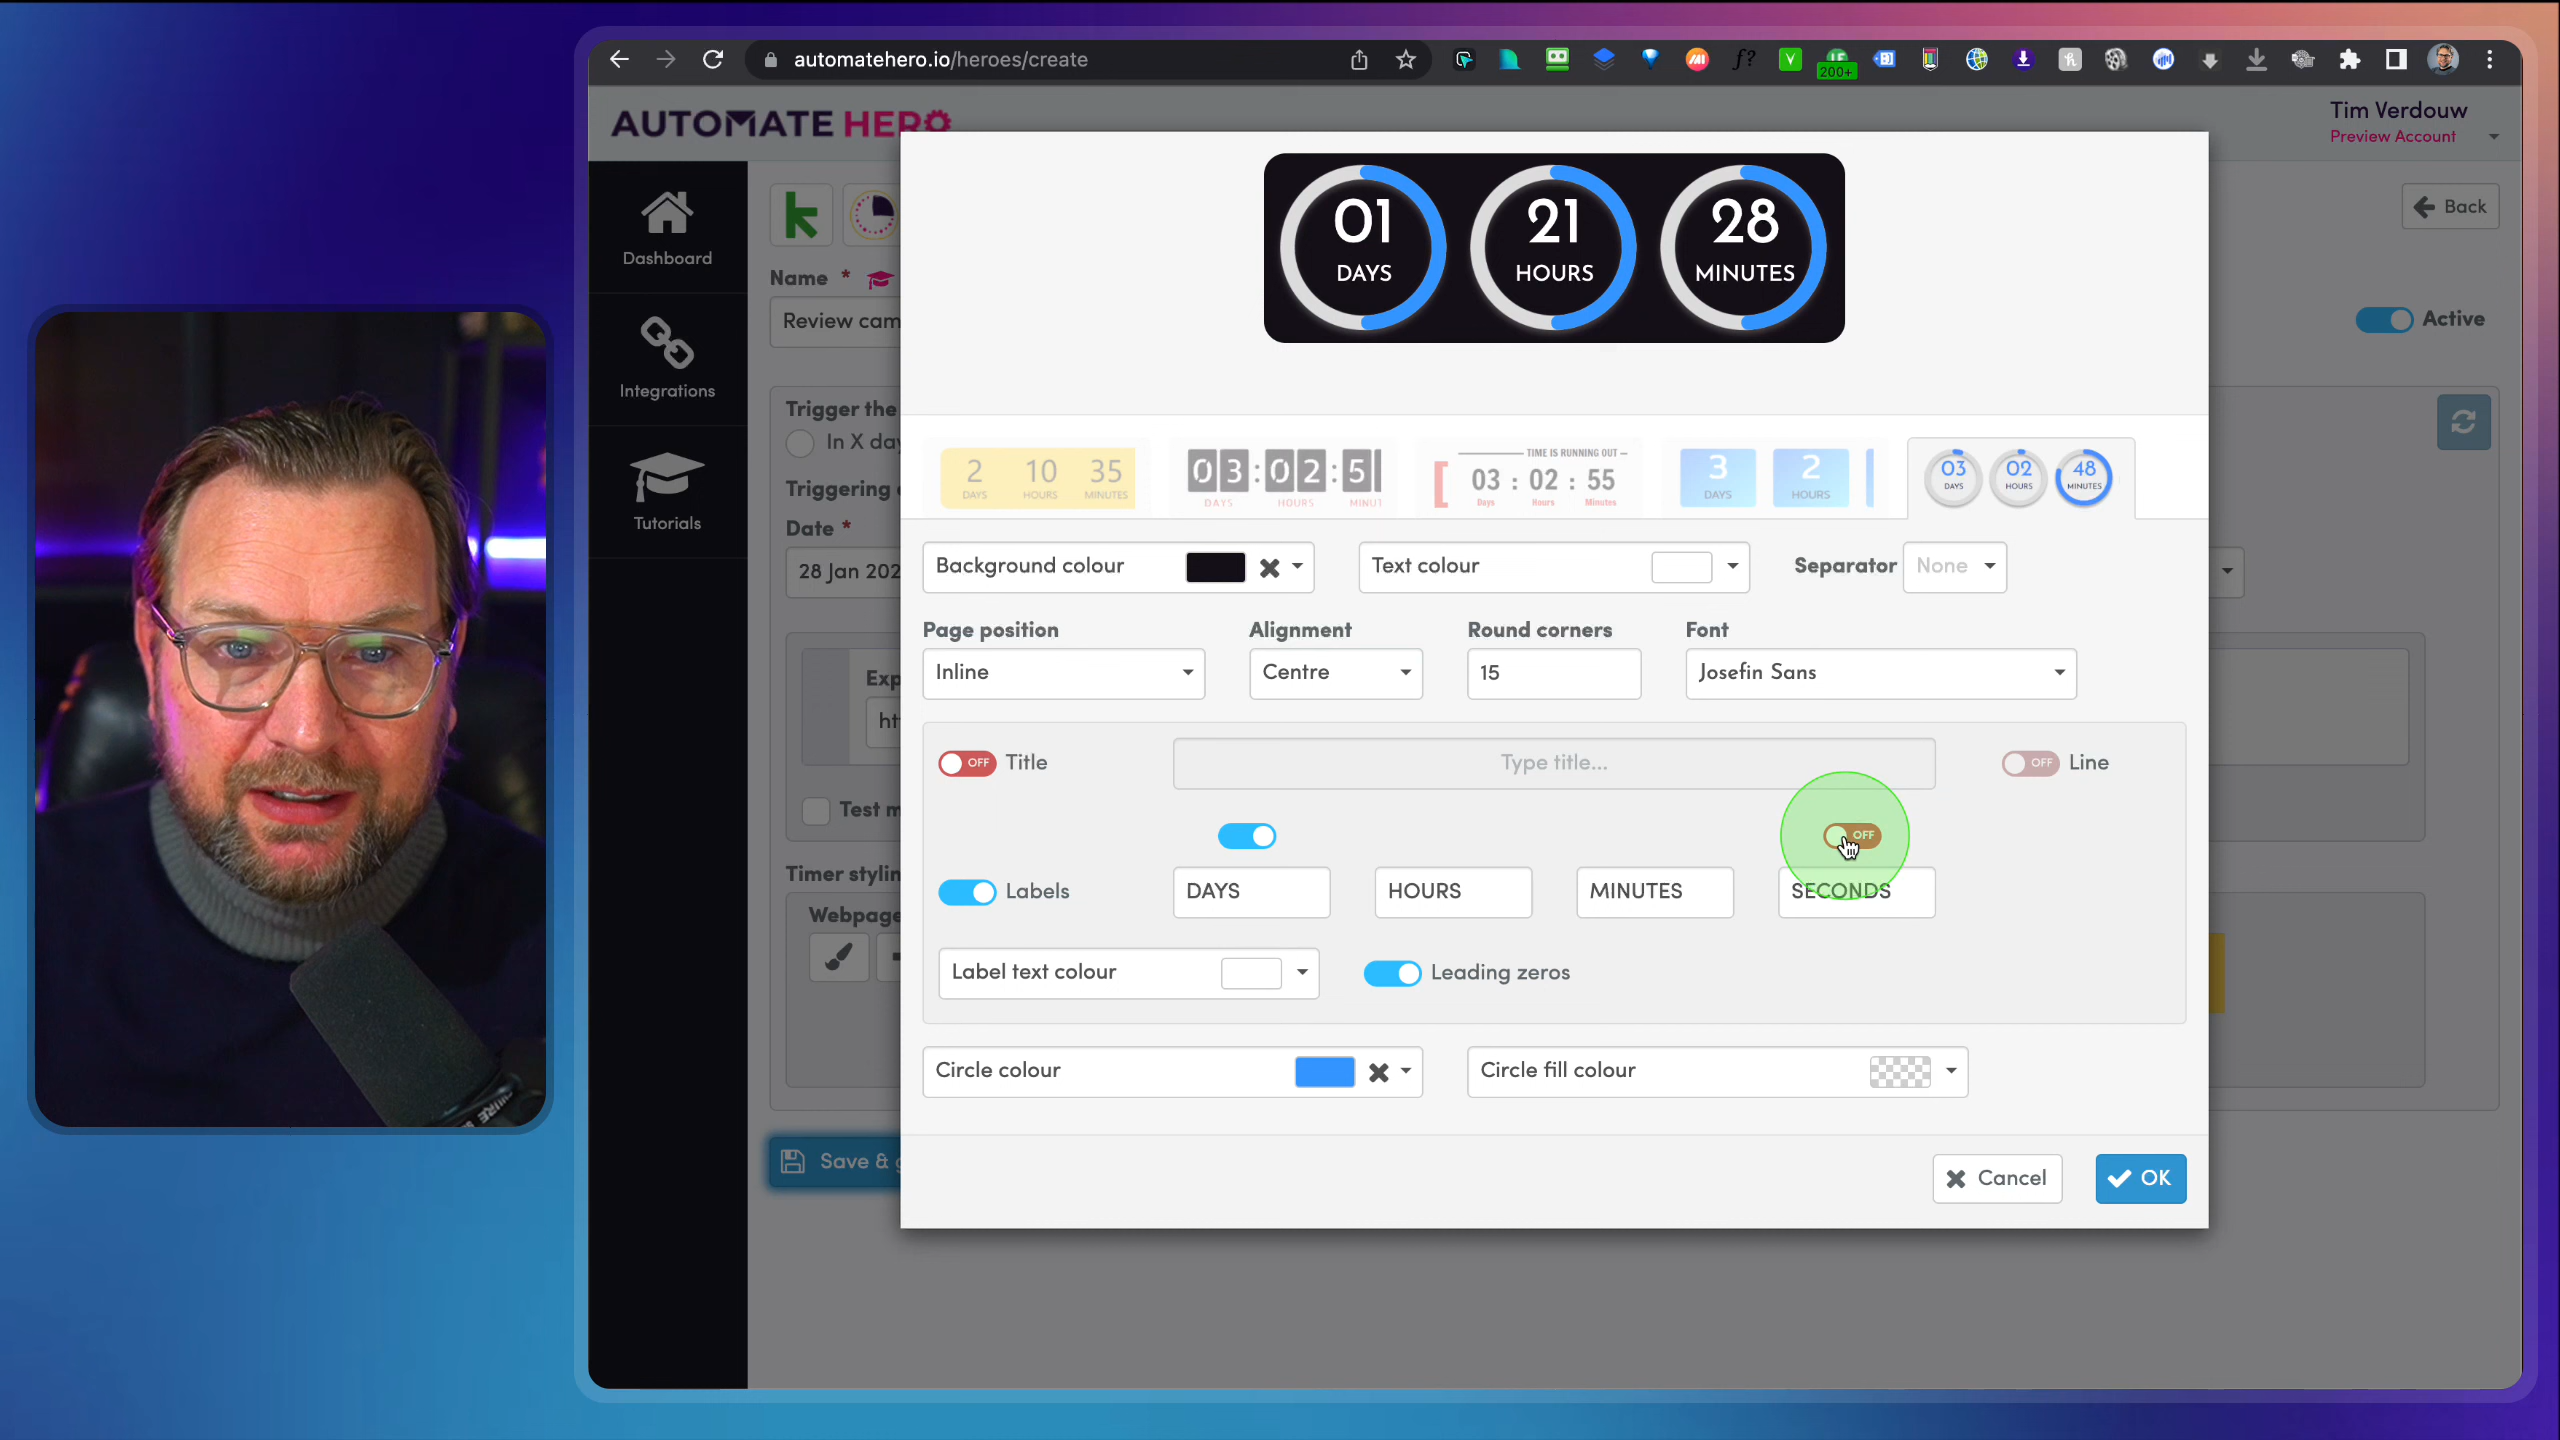 automatehero.io/heroes/create
200+
AUTOMATE HERO
Tim Verdouw
Preview Account
Dashboard
Integrations
Tutorials
Back
Name *
Review cam
Active
Trigger the
In X day
Triggering
Date *
28 Jan 202
Exp
Test m
Timer stylin
Webpage
Save &
01 21 28
DAYS HOURS MINUTES
2 10 35
DAYS HOURS MINUTES
03:02:5
DAYS HOURS MINUT
TIME IS RUNNING OUT
03 : 02 : 55
Days Hours Minutes
3 2
DAYS HOURS
03 02 48
DAYS HOURS MINUTES
Background colour
Text colour
Separator None
Page position Alignment Round corners Font
Inline Centre 15 Josefin Sans
OFF Title Type title... OFF Line
OFF
Labels DAYS HOURS MINUTES SECONDS
Label text colour Leading zeros
Circle colour Circle fill colour
Cancel OK